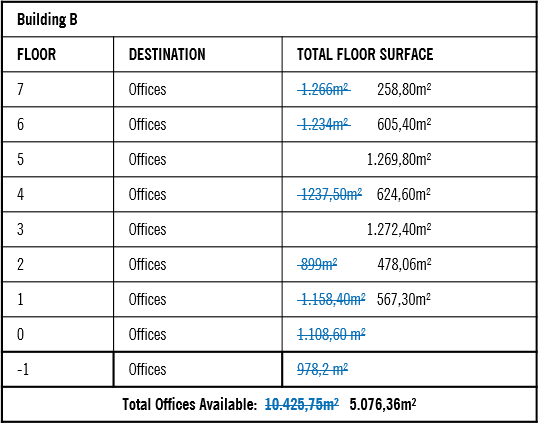 Building B
FLOOR DESTINATION TOTAL FLOOR SURFACE
7 Offices 1.266m² 258,80m²
6 Offices 1.234m² 605,40m²
5 Offices 1.269,80m²
4 Offices 1237,50m² 624,60m²
3 Offices 1.272,40m²
2 Offices 899m² 478,06m²
1 Offices 1.158,40m² 567,30m²
0 Offices 1.108,60 m²
-1 Offices 978,2 m²
Total Offices Available: 10.425,75m² 5.076,36m²